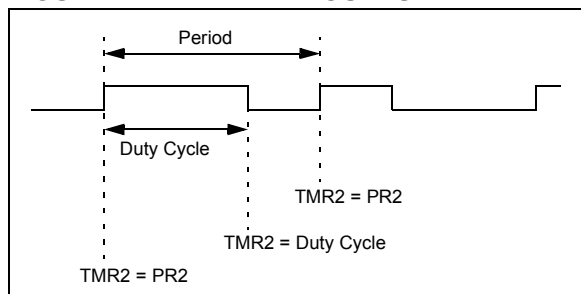 Period
Duty Cycle
TMR2 = PR2
TMR2 = Duty Cycle
TMR2 = PR2